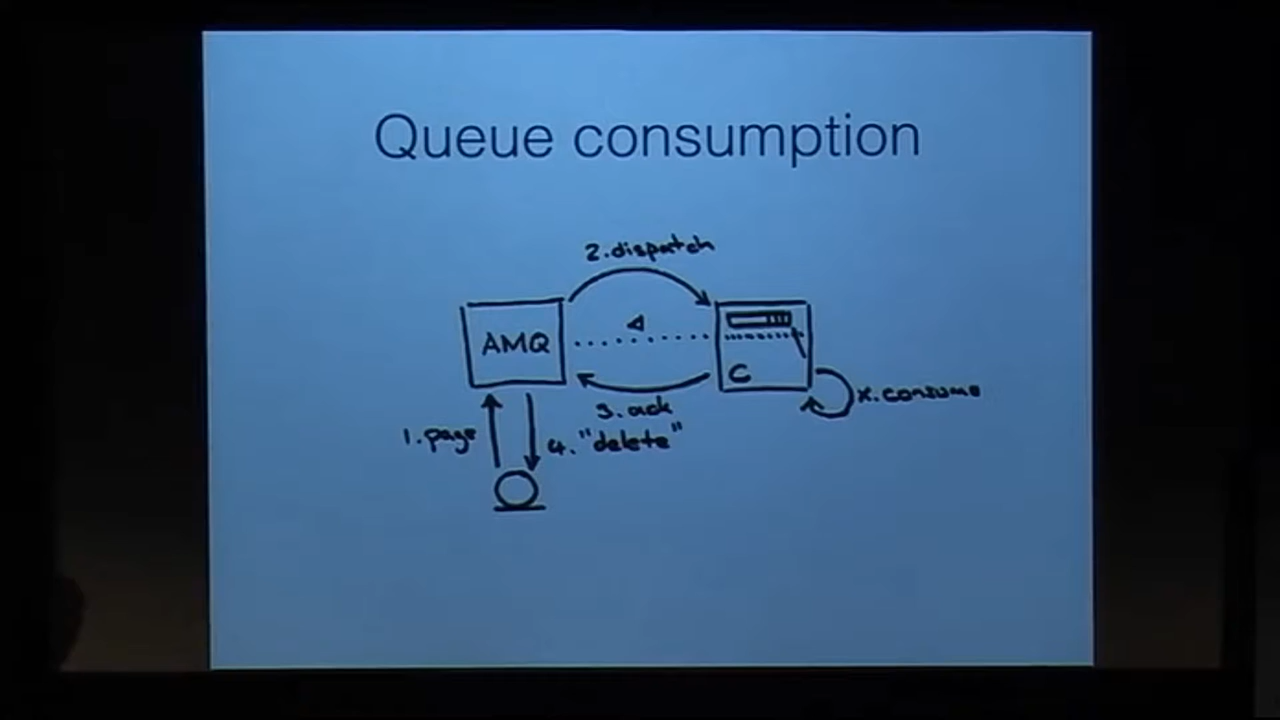 Queue consumption
2.dispatch
AMQ
C
x.consume
3.ack
1.page
4."delete"